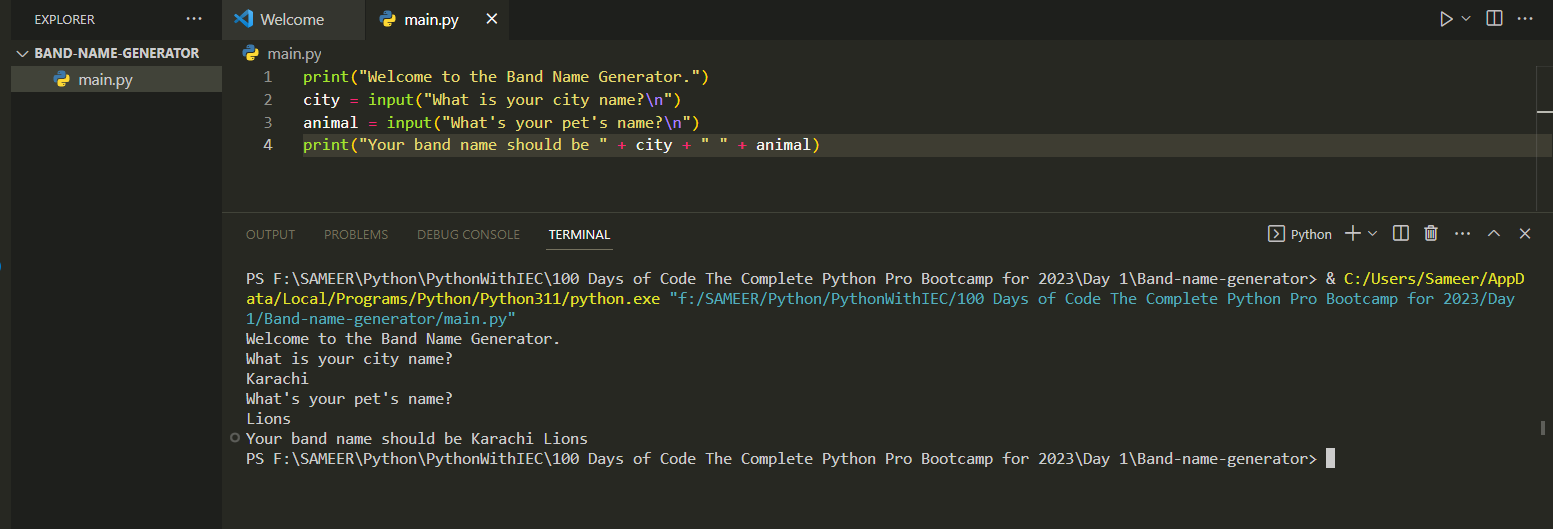 EXPLORER ...
Welcome
main.py
BAND-NAME-GENERATOR
main.py
main.py
1 print("Welcome to the Band Name Generator.")
2 city = input("What is your city name?\n")
3 animal = input("What's your pet's name?\n")
4 print("Your band name should be " + city + " " + animal)
OUTPUT PROBLEMS DEBUG CONSOLE TERMINAL
Python
PS F:\SAMEER\Python\PythonWithIEC\100 Days of Code The Complete Python Pro Bootcamp for 2023\Day 1\Band-name-generator> & C:/Users/Sameer/AppD
ata/Local/Programs/Python/Python311/python.exe "f:/SAMEER/Python/PythonWithIEC/100 Days of Code The Complete Python Pro Bootcamp for 2023/Day
1/Band-name-generator/main.py"
Welcome to the Band Name Generator.
What is your city name?
Karachi
What's your pet's name?
Lions
Your band name should be Karachi Lions
PS F:\SAMEER\Python\PythonWithIEC\100 Days of Code The Complete Python Pro Bootcamp for 2023\Day 1\Band-name-generator>